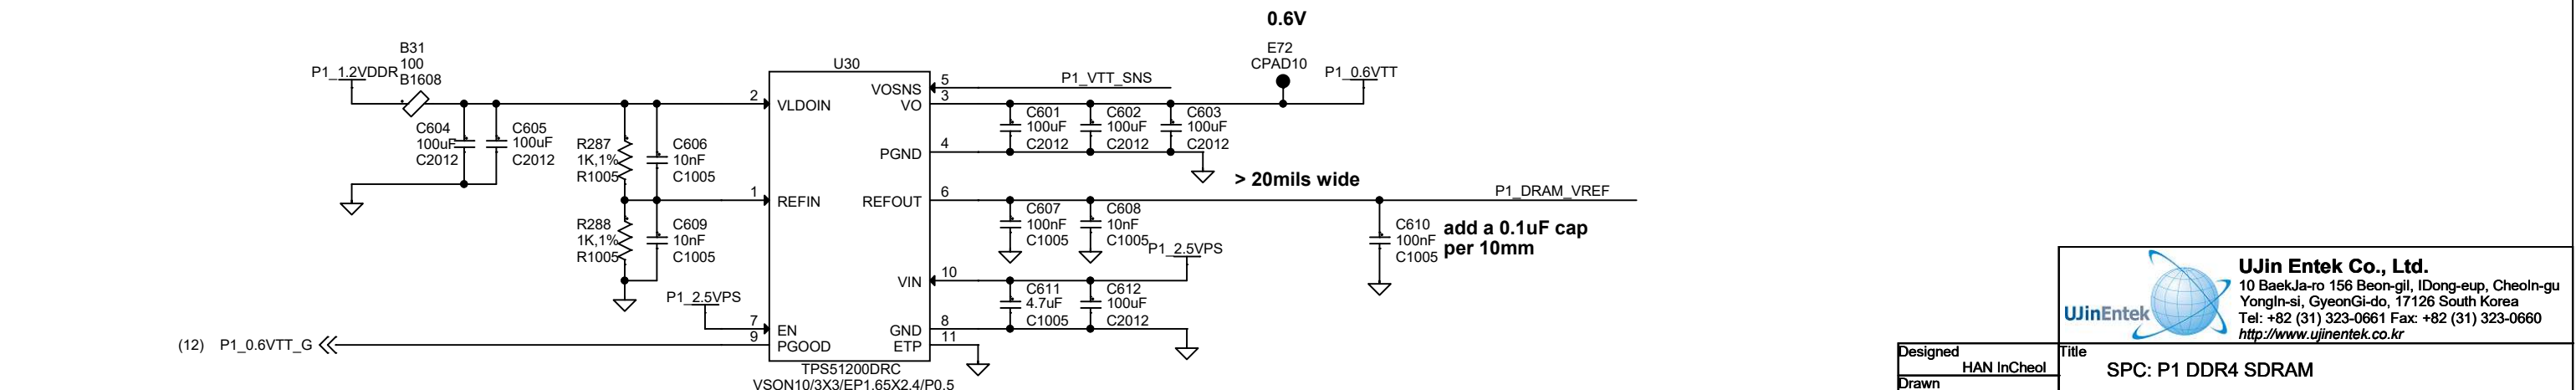 0.6V
B31
100
B1608
P1_1.2VDDR
E72
CPAD10
P1_0.6VTT
U30
P1_VTT_SNS
5
VOSNS
3
VO
2
VLDOIN
C604
100uF
C2012
C605
100uF
C2012
R287
1K,1%
R1005
C606
10nF
C1005
C601
100uF
C2012
C602
100uF
C2012
C603
100uF
C2012
4
PGND
> 20mils wide
1
REFIN
REFOUT
6
P1_DRAM_VREF
R288
1K,1%
R1005
C609
10nF
C1005
C607
100nF
C1005
C608
10nF
C1005
C610
100nF
C1005
add a 0.1uF cap
per 10mm
P1_2.5VPS
VIN
10
P1_2.5VPS
C611
4.7uF
C1005
C612
100uF
C2012
7
EN
GND
8
(12) P1_0.6VTT_G
9
PGOOD
ETP
11
TPS51200DRC
VSON10/3X3/EP1.65X2.4/P0.5
UJinEntek
UJin Entek Co., Ltd.
10 BaekJa-ro 156 Beon-gil, IDong-eup, CheoIn-gu
YongIn-si, GyeonGi-do, 17126 South Korea
Tel: +82 (31) 323-0661 Fax: +82 (31) 323-0660
http://www.ujinentek.co.kr
Designed
HAN InCheol
Title
SPC: P1 DDR4 SDRAM
Drawn